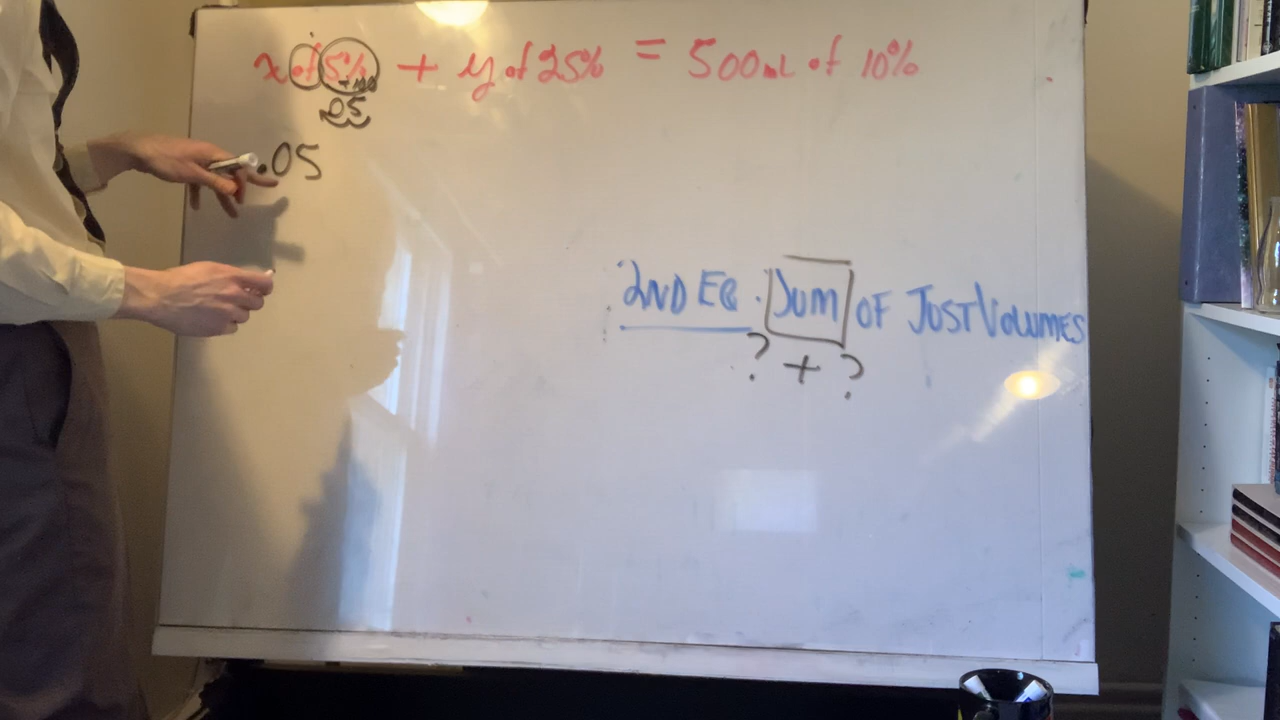 x of 5% + y of 25% = 500mL of 10%
.05
.05
2ND EQ. SUM OF JUST VOLUMES
? + ?